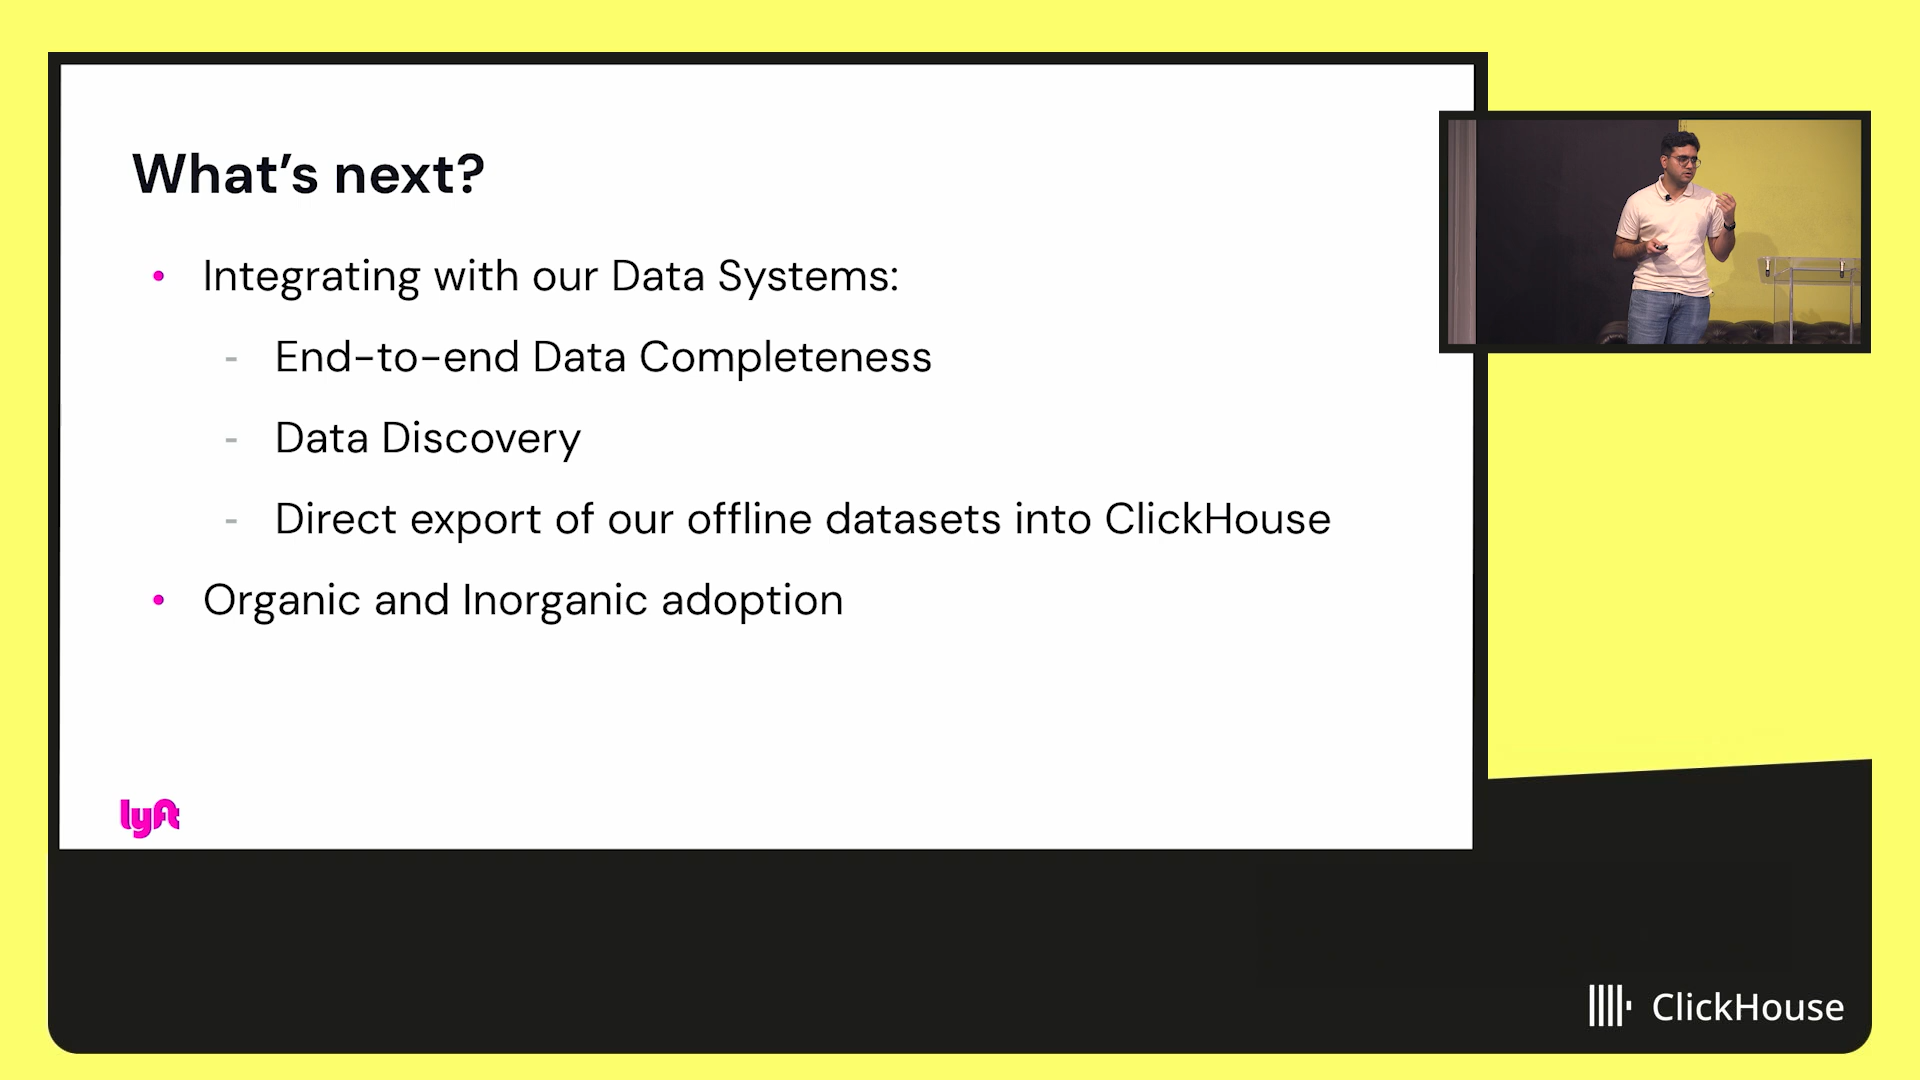 What's next?
• Integrating with our Data Systems:
- End-to-end Data Completeness
- Data Discovery
- Direct export of our offline datasets into ClickHouse
• Organic and Inorganic adoption
lyft
ClickHouse